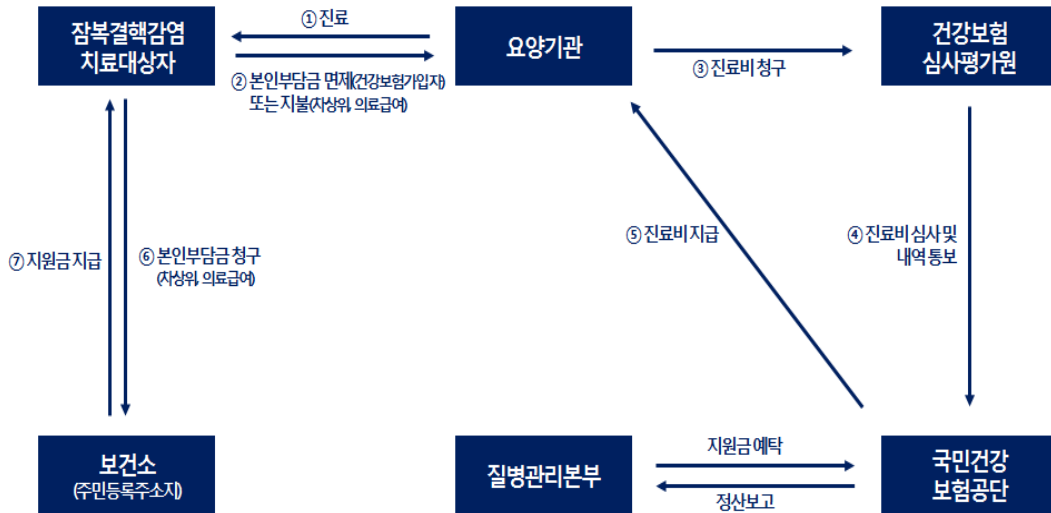 잠복결핵감염
치료대상자
① 진료
② 본인부담금 면제(건강보험가입자)
또는 지불(차상위, 의료급여)
요양기관
③ 진료비 청구
건강보험
심사평가원
④ 진료비 심사 및
내역 통보
⑤ 진료비 지급
⑥ 본인부담금 청구
(차상위, 의료급여)
⑦ 지원금 지급
보건소
(주민등록주소지)
질병관리본부
지원금 예탁
정산보고
국민건강
보험공단